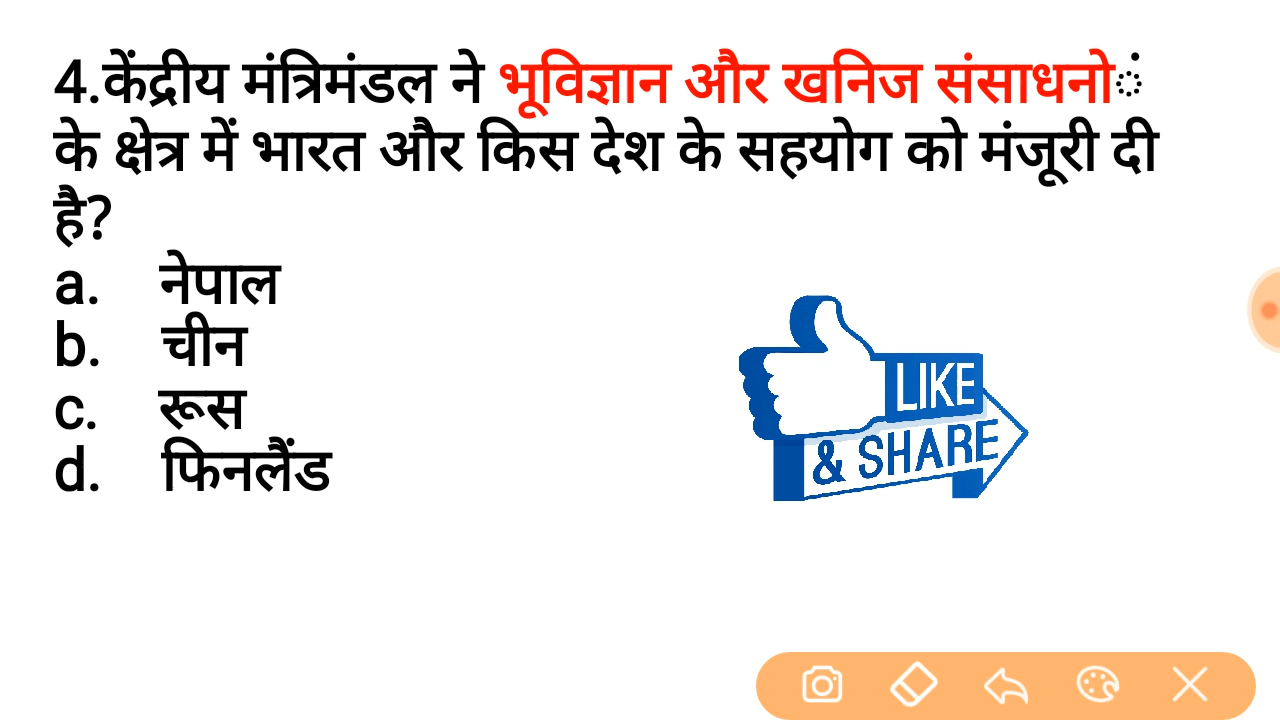 4.केंद्रीय मंत्रिमंडल ने भूविज्ञान और खनिज संसाधनों
के क्षेत्र में भारत और किस देश के सहयोग को मंजूरी दी
है?
a. नेपाल
b. चीन
c. रूस
d. फिनलैंड
LIKE
& SHARE